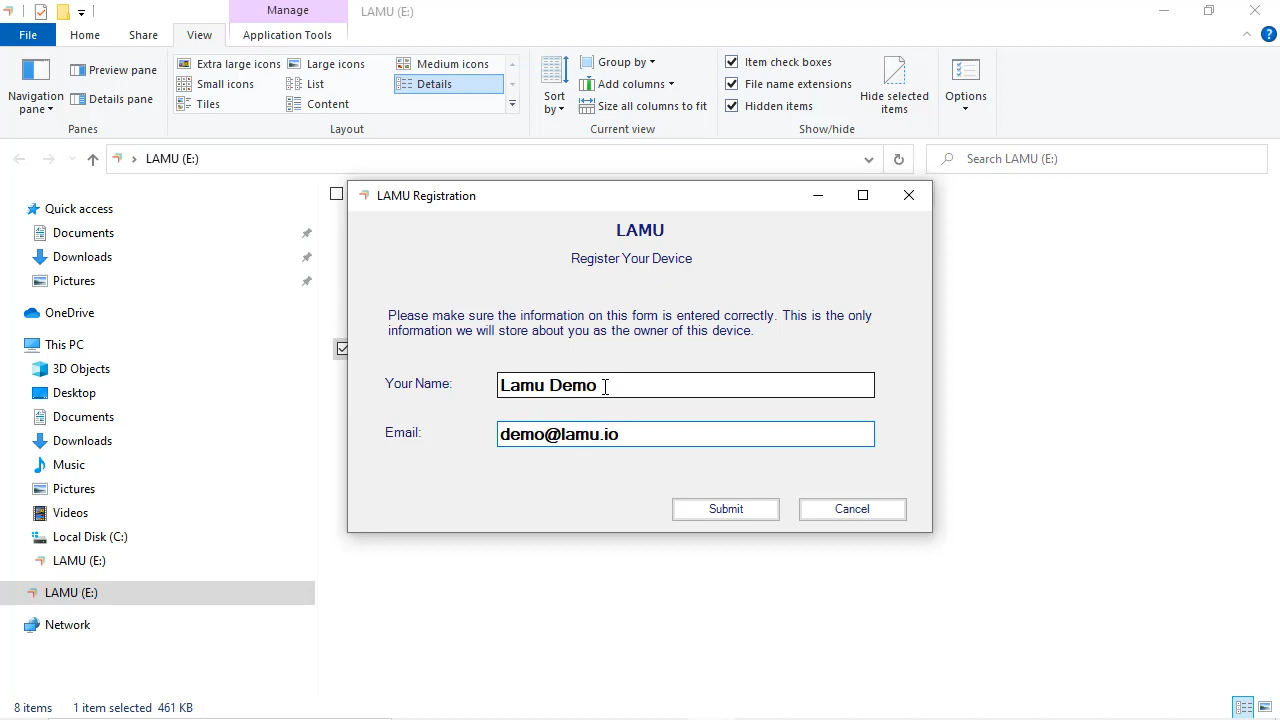 Manage
LAMU (E:)
File
Home
Share
View
Application Tools
Navigation pane
Preview pane
Details pane
Panes
Extra large icons
Large icons
Medium icons
Small icons
List
Details
Tiles
Content
Layout
Sort by
Group by
Add columns
Size all columns to fit
Current view
Item check boxes
File name extensions
Hidden items
Hide selected items
Show/hide
Options
LAMU (E:)
Search LAMU (E:)
Quick access
Documents
Downloads
Pictures
OneDrive
This PC
3D Objects
Desktop
Documents
Downloads
Music
Pictures
Videos
Local Disk (C:)
LAMU (E:)
LAMU (E:)
Network
LAMU Registration
LAMU
Register Your Device
Please make sure the information on this form is entered correctly. This is the only
information we will store about you as the owner of this device.
Your Name:
Lamu Demo
Email:
demo@lamu.io
Submit
Cancel
8 items
1 item selected 461 KB